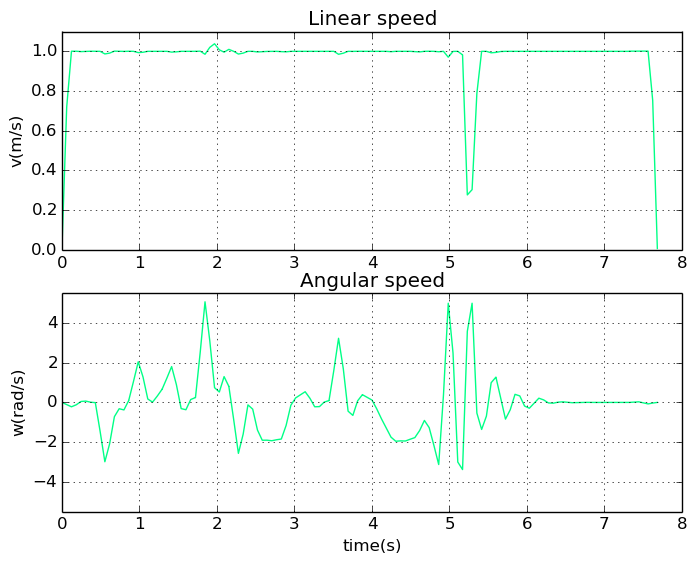 Linear speed
v(m/s)
1.0
0.8
0.6
0.4
0.2
0.0
0 1 2 3 4 5 6 7 8
Angular speed
w(rad/s)
4
2
0
−2
−4
0 1 2 3 4 5 6 7 8
time(s)